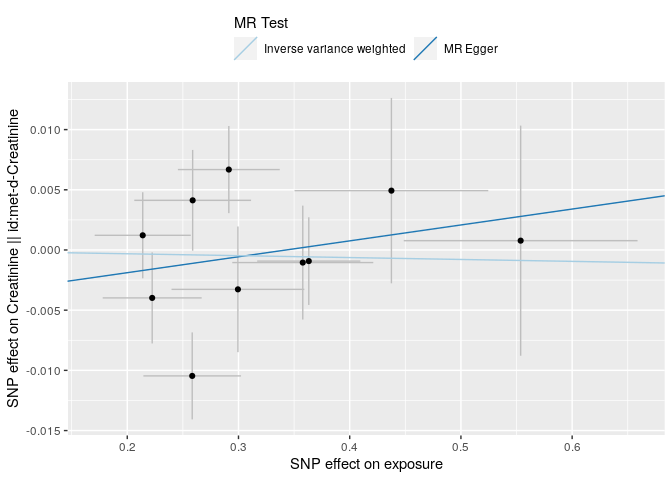 MR Test
Inverse variance weighted MR Egger
SNP effect on Creatinine || id:met-d-Creatinine
0.010
0.005
0.000
-0.005
-0.010
-0.015
0.2 0.3 0.4 0.5 0.6
SNP effect on exposure